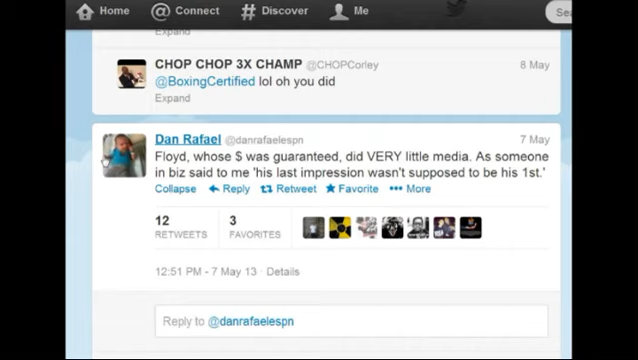 Home @ Connect # Discover Me Sea
Expand
CHOP CHOP 3X CHAMP @CHOPCorley 8 May
@BoxingCertified lol oh you did
Expand
Dan Rafael @danrafaelespn 7 May
Floyd, whose $ was guaranteed, did VERY little media. As someone
in biz said to me 'his last impression wasn't supposed to be his 1st.'
Collapse Reply Retweet Favorite More
12 3
RETWEETS FAVORITES
12:51 PM - 7 May 13 · Details
Reply to @danrafaelespn